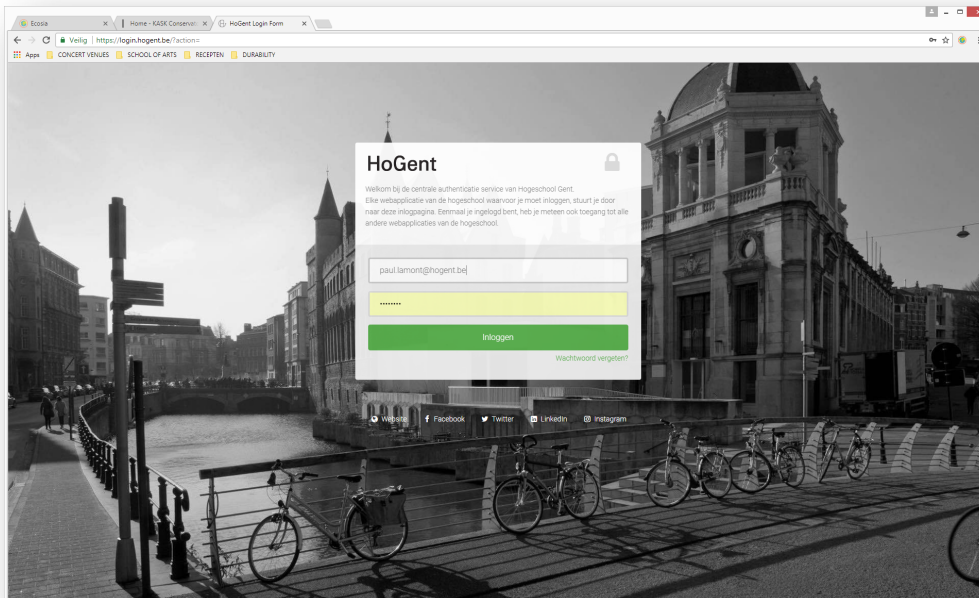 Ecosia
Home - KASK Conservat
HoGent Login Form
Veilig
https://login.hogent.be/?action=
Apps
CONCERT VENUES
SCHOOL OF ARTS
RECEPTEN
DURABILITY
HoGent
Welkom bij de centrale authenticatie service van Hogeschool Gent.
Elke webapplicatie van de hogeschool waarvoor je moet inloggen, stuurt je door
naar deze inlogpagina. Eenmaal je ingelogd bent, heb je meteen ook toegang tot alle
andere webapplicaties van de hogeschool.
paul.lamont@hogent.be
Inloggen
Wachtwoord vergeten?
Website
Facebook
Twitter
LinkedIn
Instagram